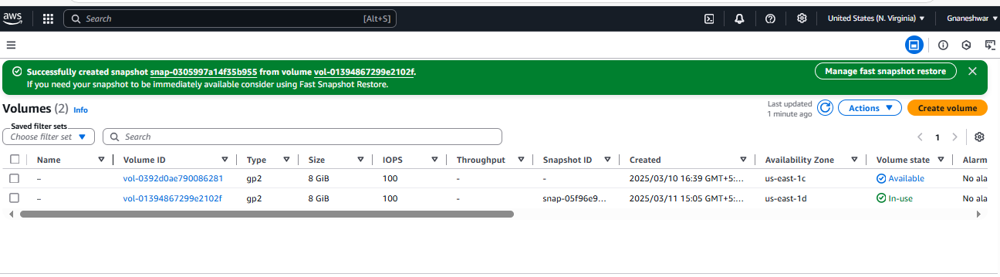 aws Search [Alt+S] United States (N. Virginia) Gnaneshwar
Successfully created snapshot snap-0305997a14f35b955 from volume vol-01394867299e2102f.
If you need your snapshot to be immediately available consider using Fast Snapshot Restore.
Manage fast snapshot restore
Volumes (2) Info
Last updated
1 minute ago
Actions
Create volume
Saved filter sets
Choose filter set
Search
1
Name Volume ID Type Size IOPS Throughput Snapshot ID Created Availability Zone Volume state Alarm
– vol-0392d0ae790086281 gp2 8 GiB 100 - - 2025/03/10 16:39 GMT+5:... us-east-1c Available No ala
– vol-01394867299e2102f gp2 8 GiB 100 - snap-05f96e9... 2025/03/11 15:05 GMT+5:... us-east-1d In-use No ala